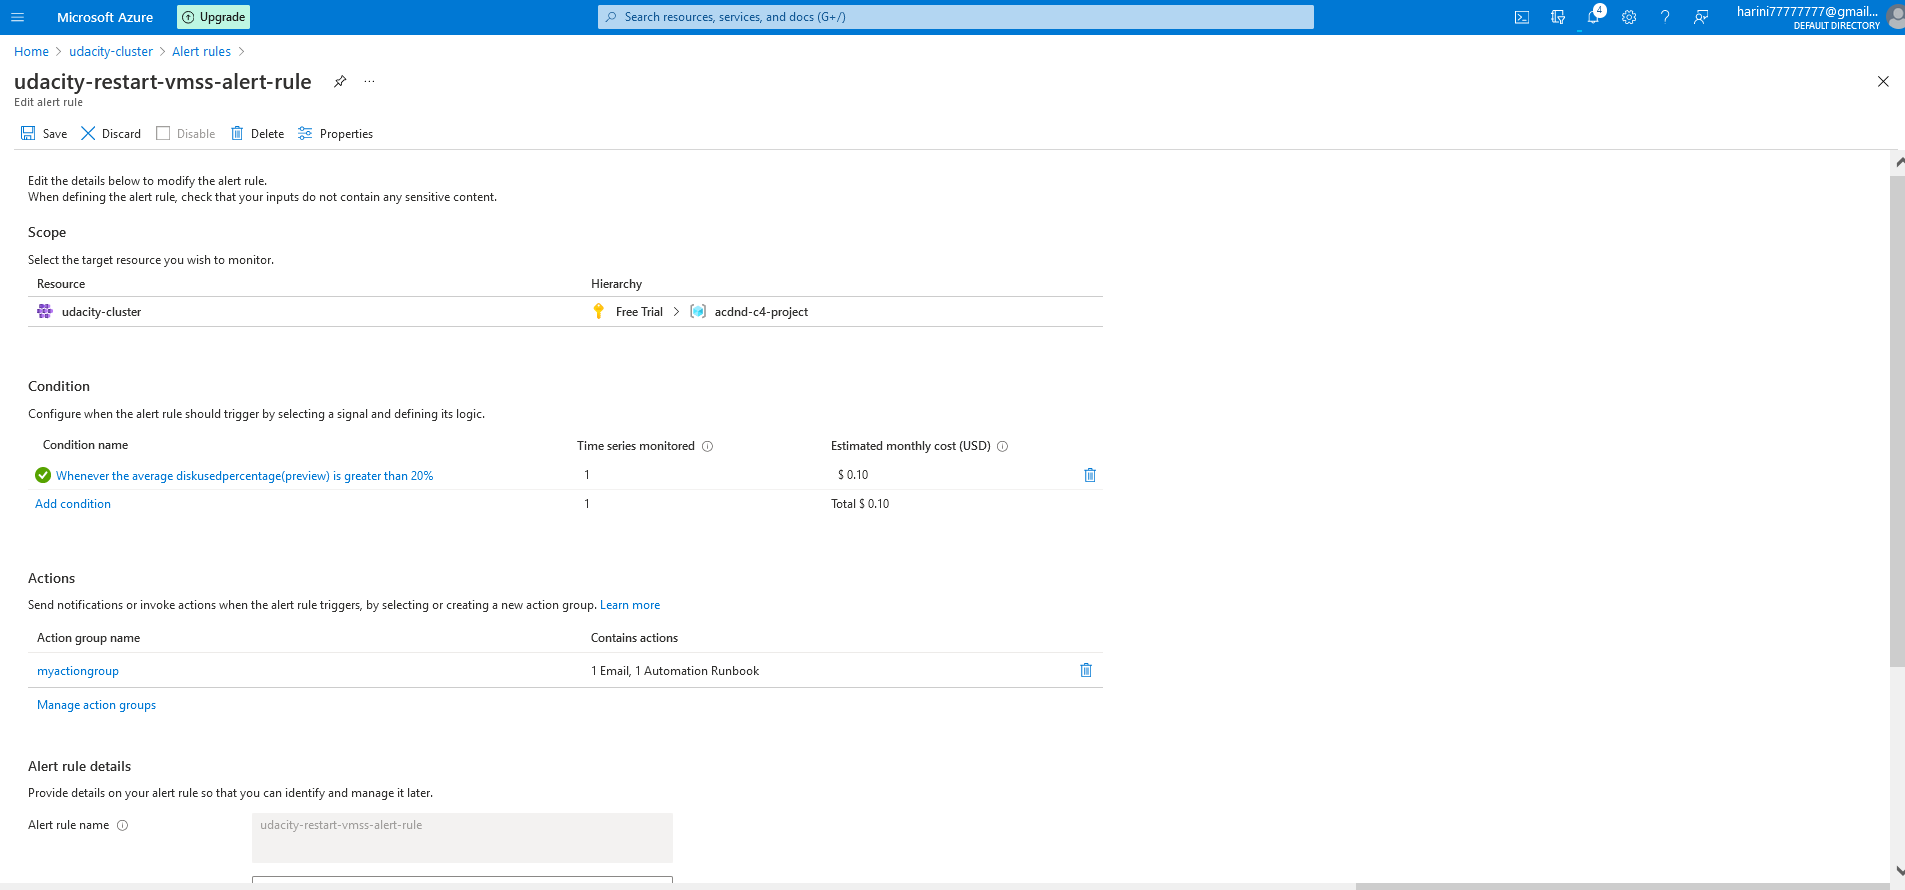 Microsoft Azure
Upgrade
Search resources, services, and docs (G+/)
4
harini77777777@gmail...
DEFAULT DIRECTORY
Home > udacity-cluster > Alert rules >
udacity-restart-vmss-alert-rule ...
Edit alert rule
Save Discard Disable Delete Properties
Edit the details below to modify the alert rule.
When defining the alert rule, check that your inputs do not contain any sensitive content.
Scope
Select the target resource you wish to monitor.
Resource Hierarchy
udacity-cluster Free Trial > acdnd-c4-project
Condition
Configure when the alert rule should trigger by selecting a signal and defining its logic.
Condition name Time series monitored Estimated monthly cost (USD)
Whenever the average diskusedpercentage(preview) is greater than 20% 1 $ 0.10
Add condition 1 Total $ 0.10
Actions
Send notifications or invoke actions when the alert rule triggers, by selecting or creating a new action group. Learn more
Action group name Contains actions
myactiongroup 1 Email, 1 Automation Runbook
Manage action groups
Alert rule details
Provide details on your alert rule so that you can identify and manage it later.
Alert rule name udacity-restart-vmss-alert-rule